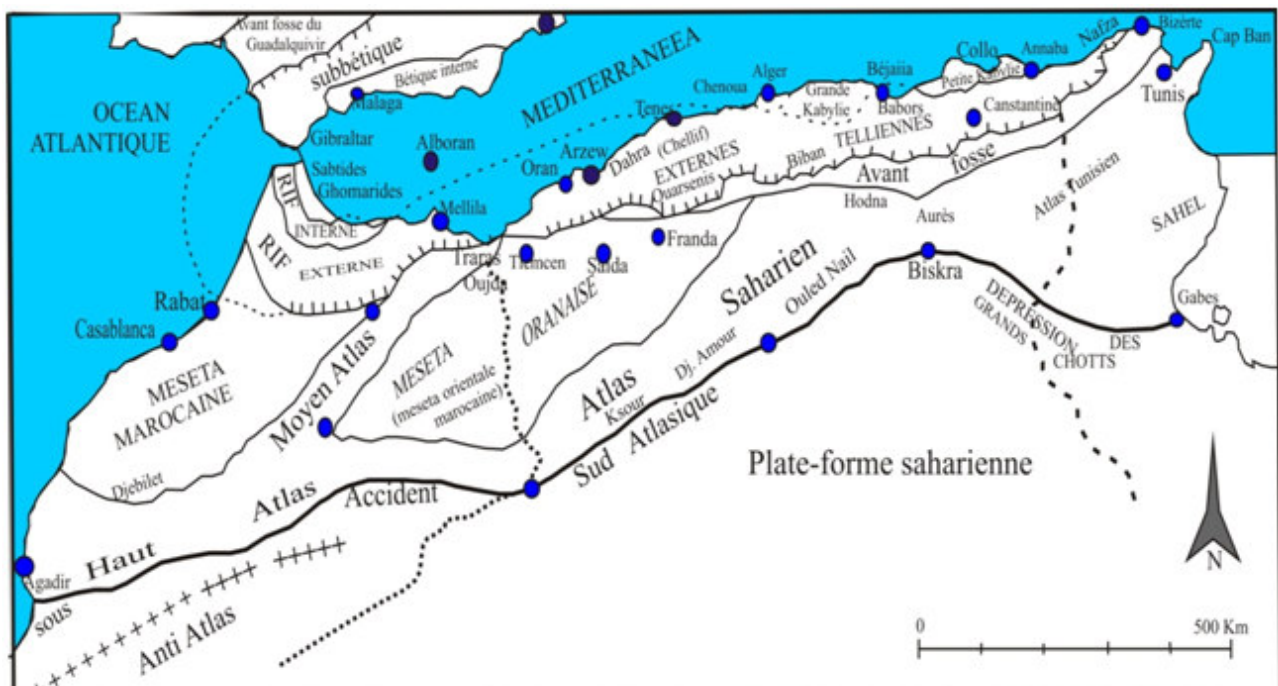 Avant fosse du
Guadalquivir
subbétique
Bétique interne
Malaga
OCEAN
ATLANTIQUE
MEDITERRANEEA
Gibraltar
Alboran
Sabtides
Ghomarides
RIF
INTERNE
RIF
EXTERNE
Mellila
Oran
Arzew
Tenes
Dahra
(Chellif)
Chenoua
Alger
Grande
Kabylie
Béjaiia
Babors
Collo
Petite Kabylie
Annaba
Nafza
Bizérte
Cap Ban
Tunis
Canstantine
TELLIENNES
EXTERNES
Biban
Ouarsenis
Avant
fosse
Hodna
Aurès
Atlas Tunisien
SAHEL
Traras
Oujda
Tlemcen
Saïda
Franda
Rabat
Casablanca
MESETA
MAROCAINE
Moyen Atlas
MESETA
ORANAISE
(meseta orientale
marocaine)
Atlas
Saharien
Ksour
Dj. Amour
Ouled Nail
Biskra
DEPRESSION
DES
GRANDS
CHOTTS
Gabes
Djebilet
Haut
Atlas
Accident
Sud
Atlasique
Plate-forme saharienne
Agadir
sous
Anti Atlas
N
0
500 Km